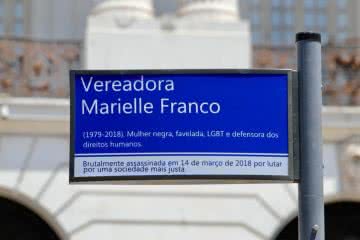 Vereadora
Marielle Franco
(1979-2018). Mulher negra, favelada, LGBT e defensora dos
direitos humanos.
Brutalmente assassinada em 14 de março de 2018 por lutar
por uma sociedade mais justa